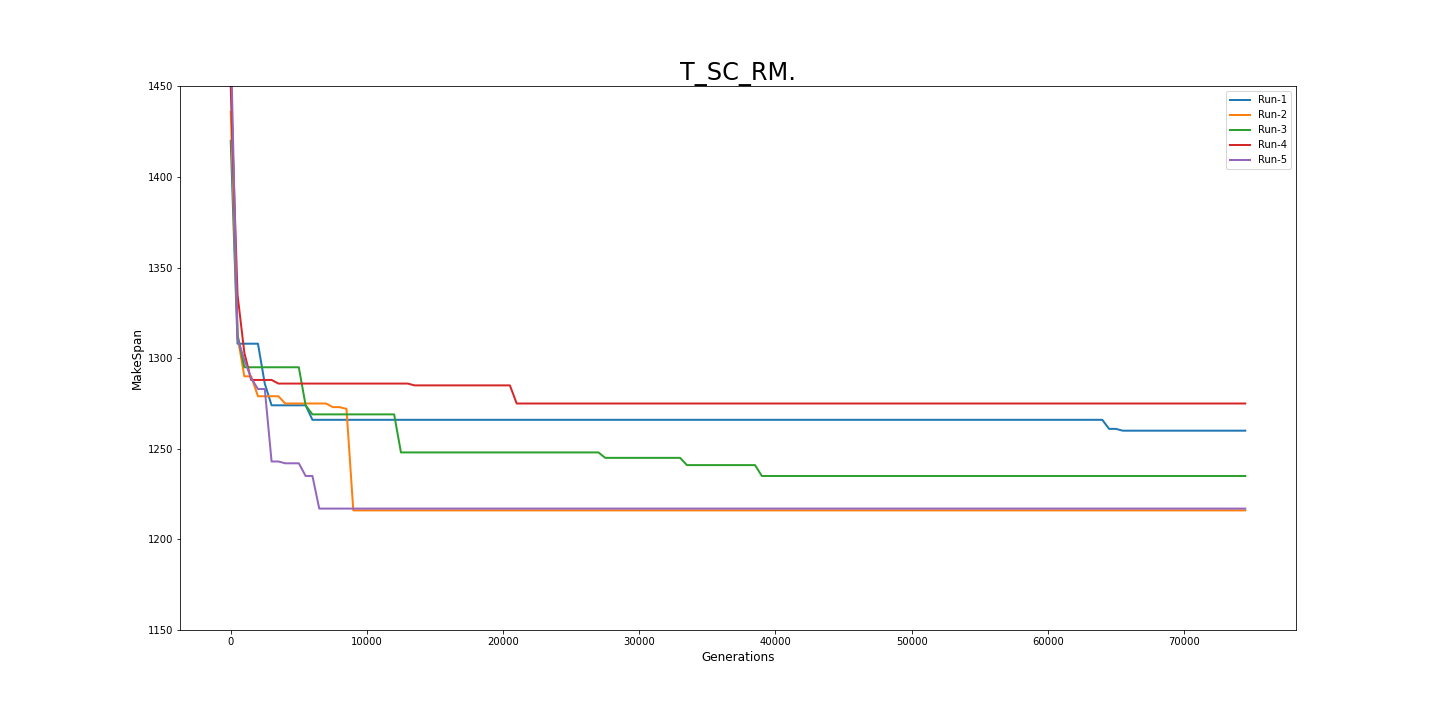 T_SC_RM.
Run-1
Run-2
Run-3
Run-4
Run-5
MakeSpan
1450
1400
1350
1300
1250
1200
1150
0 10000 20000 30000 40000 50000 60000 70000
Generations